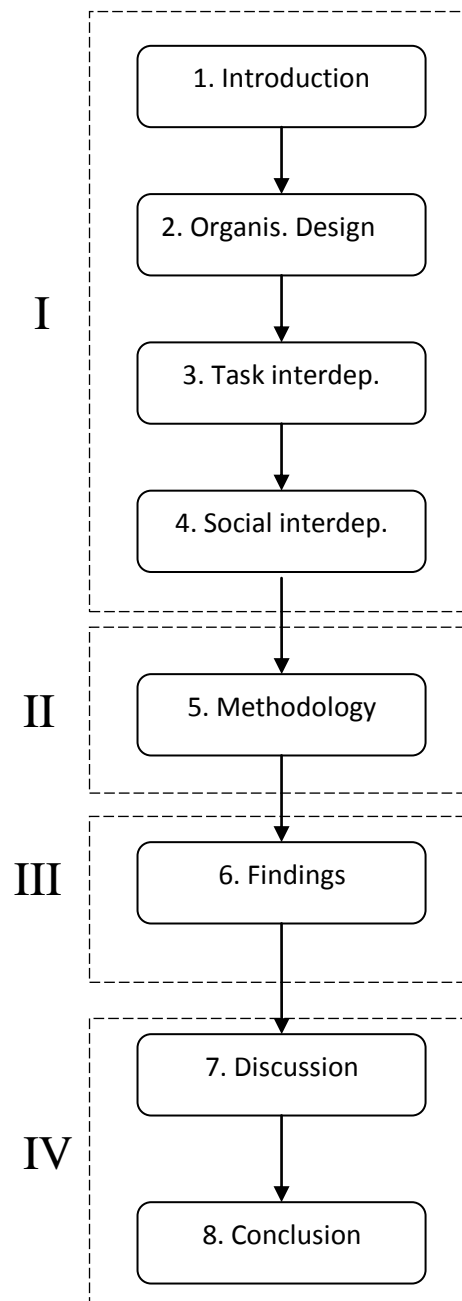 I
1. Introduction
2. Organis. Design
3. Task interdep.
4. Social interdep.
II
5. Methodology
III
6. Findings
IV
7. Discussion
8. Conclusion